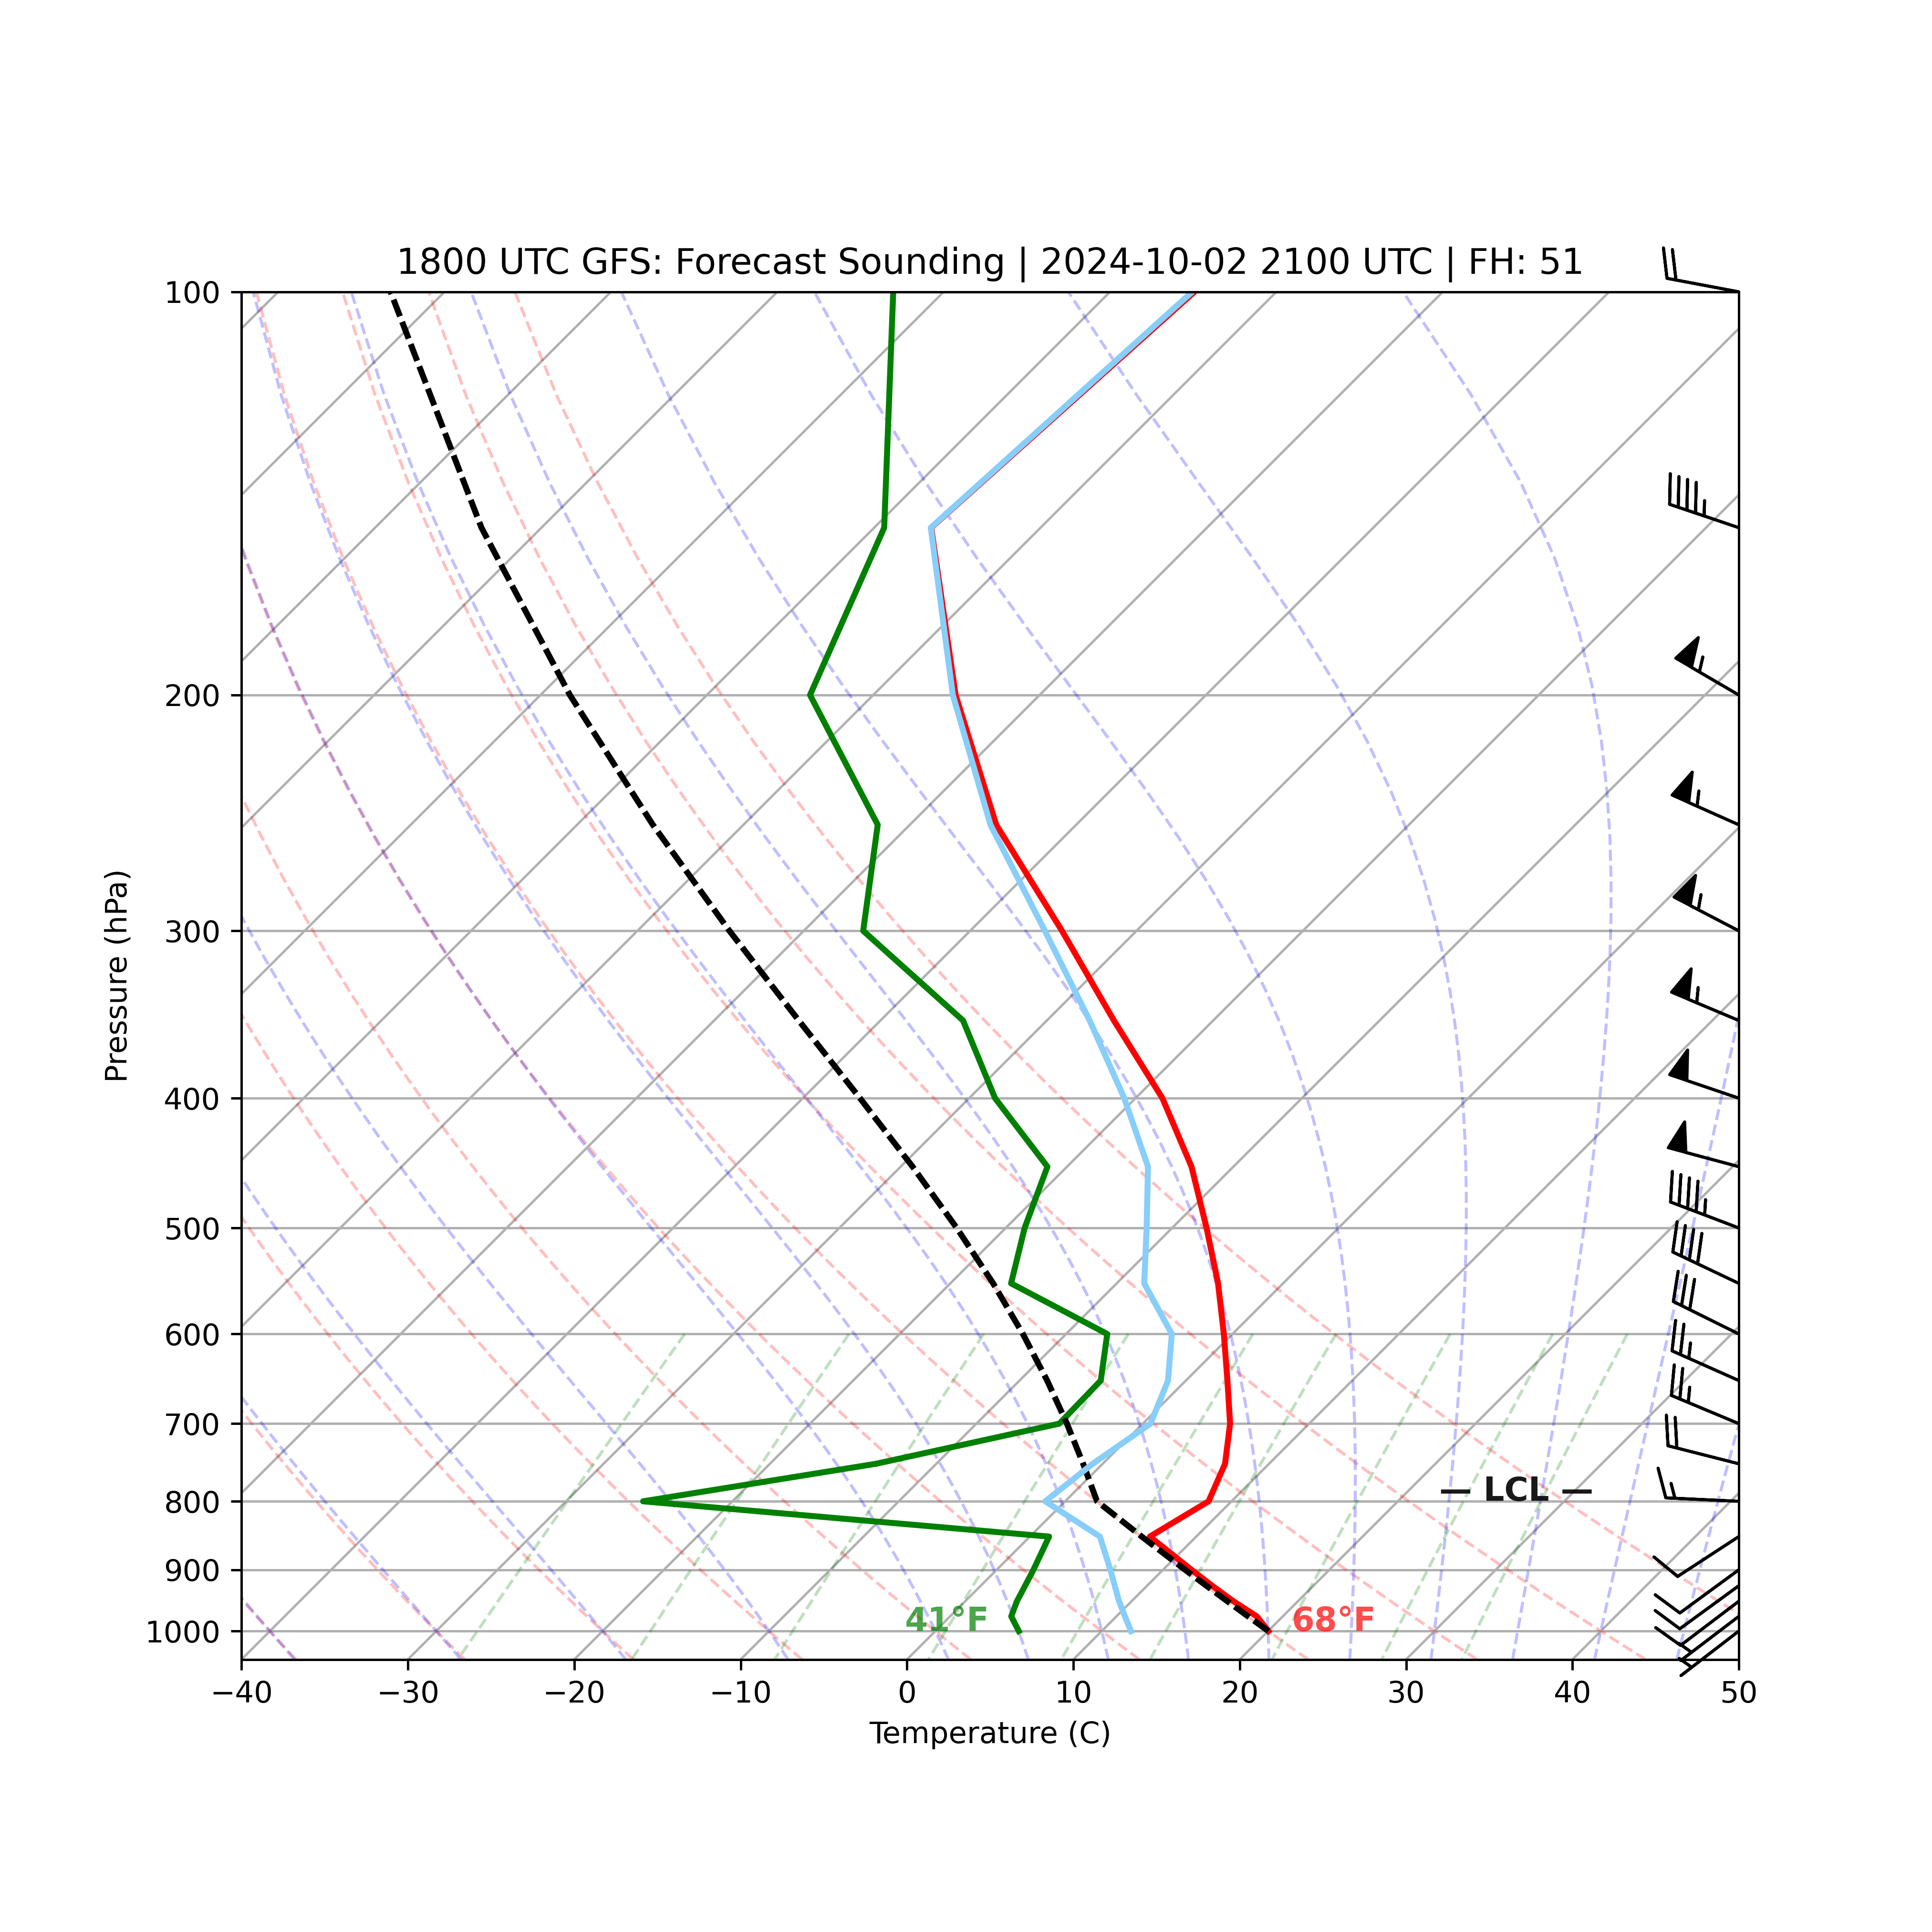 1800 UTC GFS: Forecast Sounding | 2024-10-02 2100 UTC | FH: 51
100
200
300
400
500
600
700
800
900
1000
Pressure (hPa)
— LCL —
41°F
68°F
−40 −30 −20 −10 0 10 20 30 40 50
Temperature (C)